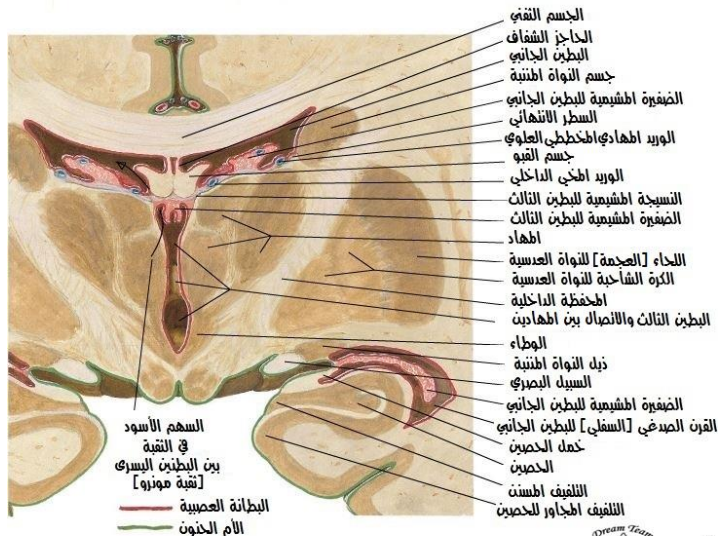 الجسم الثفني
الحاجز الشفاف
البطين الجانبي
جسم النواة المذنبة
الضفيرة المشيمية للبطين الجانبي
السطر الانتهائي
الوريد المهادي المخططي العلوي
جسم القبو
الوريد المخي الداخلي
النسيجة المشيمية للبطين الثالث
الضفيرة المشيمية للبطين الثالث
المهاد
اللحاء [العجمة] للنواة العدسية
الكرة الشاحبة للنواة العدسية
المحفظة الداخلية
البطين الثالث والاتصال بين المهادين
الوطاء
ذيل النواة المذنبة
السبيل البصري
الضفيرة المشيمية للبطين الجانبي
القرن الصدغي [السفلي] للبطين الجانبي
خمل الحصين
الحصين
التلفيف المسنن
التلفيف المجاور للحصين
السهم الأسود
في الثقبة
بين البطنين اليسرى
[ثقبة مونرو]
البطانة العصبية
الأم الحنون
Dream Team